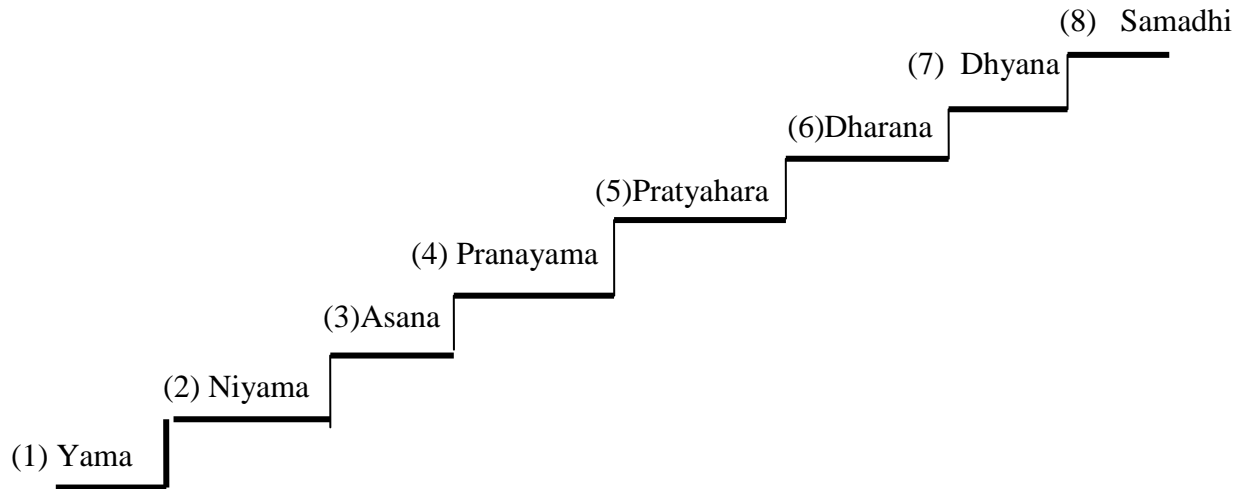 (8) Samadhi
(7) Dhyana
(6)Dharana
(5)Pratyahara
(4) Pranayama
(3)Asana
(2) Niyama
(1) Yama